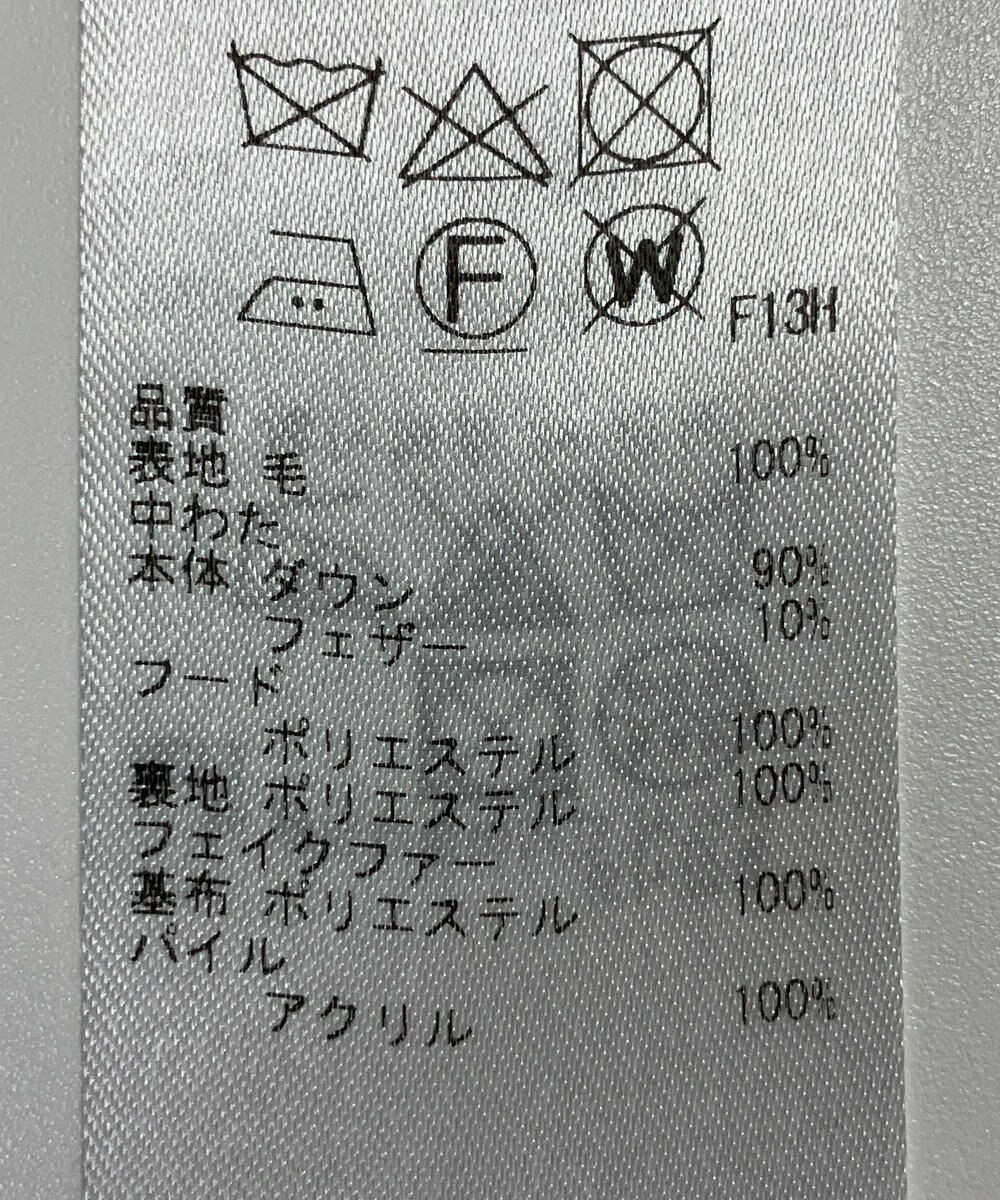 F
W
F13H
品質
表地 毛 100%
中わた
本体 ダウン 90%
フェザー 10%
フード
ポリエステル 100%
裏地 ポリエステル 100%
フェイクファー
基布 ポリエステル 100%
パイル
アクリル 100%